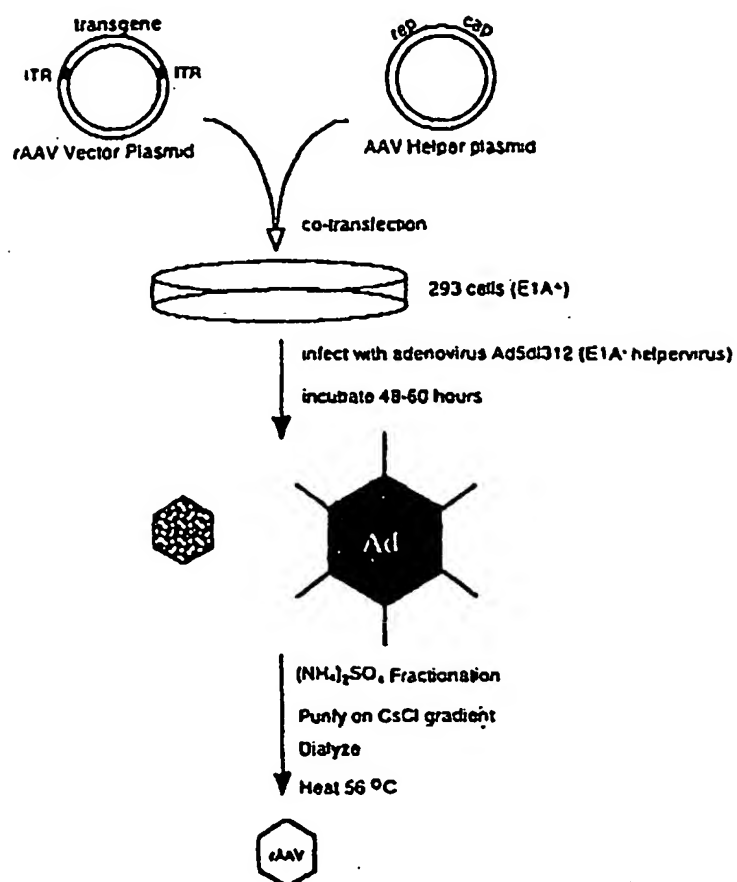 transgene
ITR
ITR
rAAV Vector Plasmid
rep
cap
AAV Helper plasmid
co-transfection
293 cells (E1A⁺)
infect with adenovirus Ad5dl312 (E1A⁻ helpervirus)
incubate 48-60 hours
Ad
(NH₄)₂SO₄ Fractionation
Purify on CsCl gradient
Dialyze
Heat 56 ºC
rAAV